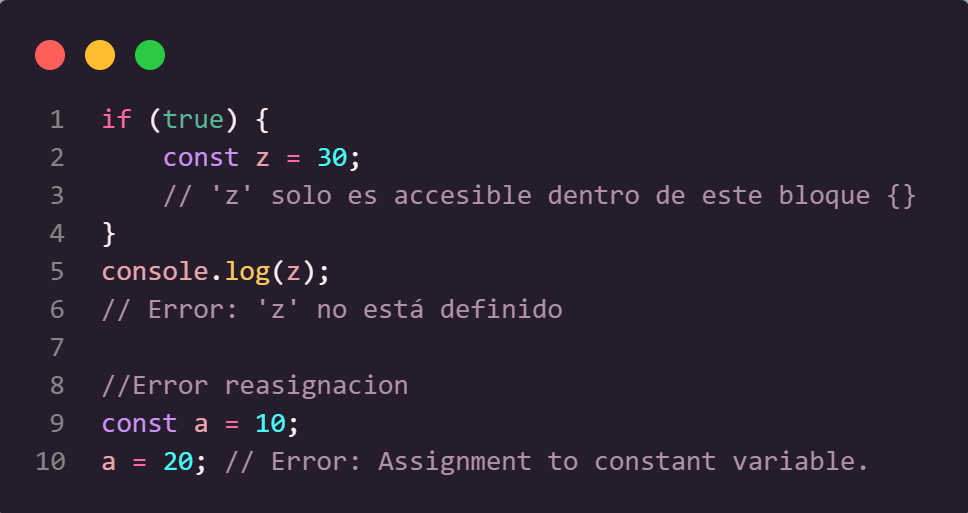 1 if (true) {
2     const z = 30;
3     // 'z' solo es accesible dentro de este bloque {}
4 }
5 console.log(z);
6 // Error: 'z' no está definido
7
8 //Error reasignacion
9 const a = 10;
10 a = 20; // Error: Assignment to constant variable.